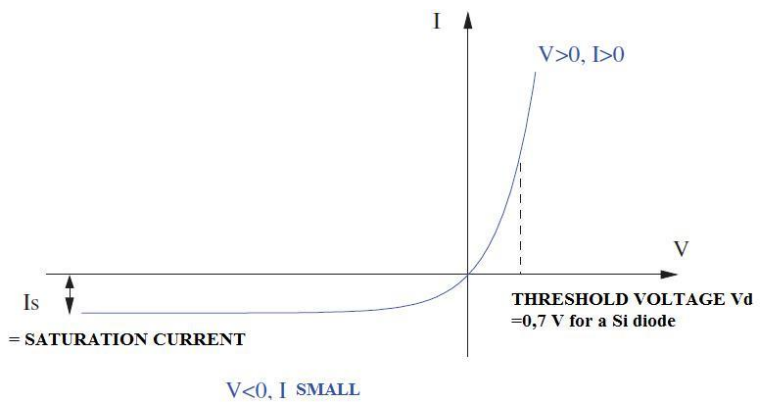 I
V>0, I>0
V
Is
THRESHOLD VOLTAGE Vd
=0,7 V for a Si diode
= SATURATION CURRENT
V<0, I SMALL